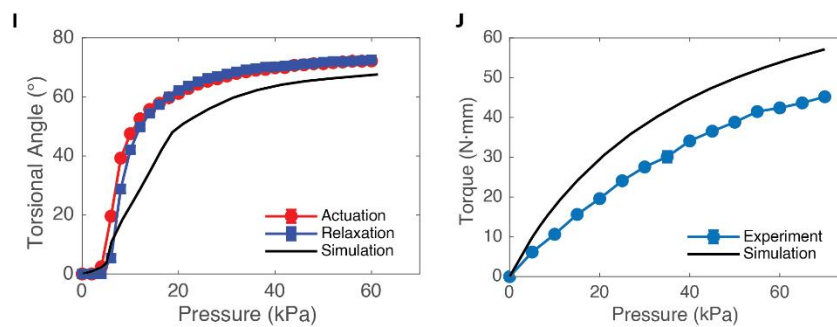 I
80
60
40
20
0
Torsional Angle (°)
Actuation
Relaxation
Simulation
0 20 40 60
Pressure (kPa)
J
60
50
40
30
20
10
0
Torque (N·mm)
Experiment
Simulation
0 20 40 60
Pressure (kPa)